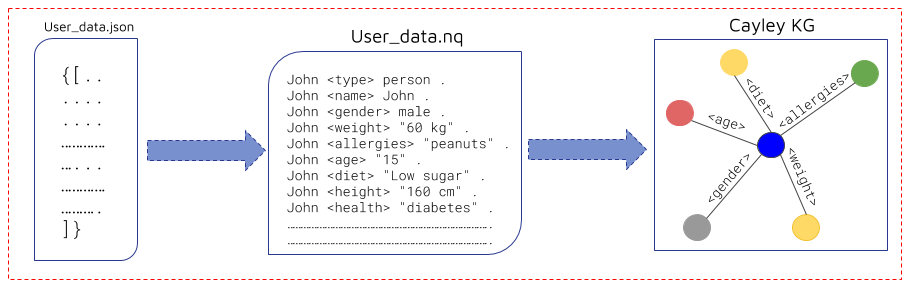 User_data.json
{[ . .
. . . .
. . . .
............
.... . . .
............
..........
]}
User_data.nq
John <type> person .
John <name> John .
John <gender> male .
John <weight> "60 kg" .
John <allergies> "peanuts" .
John <age> "15" .
John <diet> "Low sugar" .
John <height> "160 cm" .
John <health> "diabetes" .
Cayley KG
<diet>
<allergies>
<age>
<gender>
<weight>